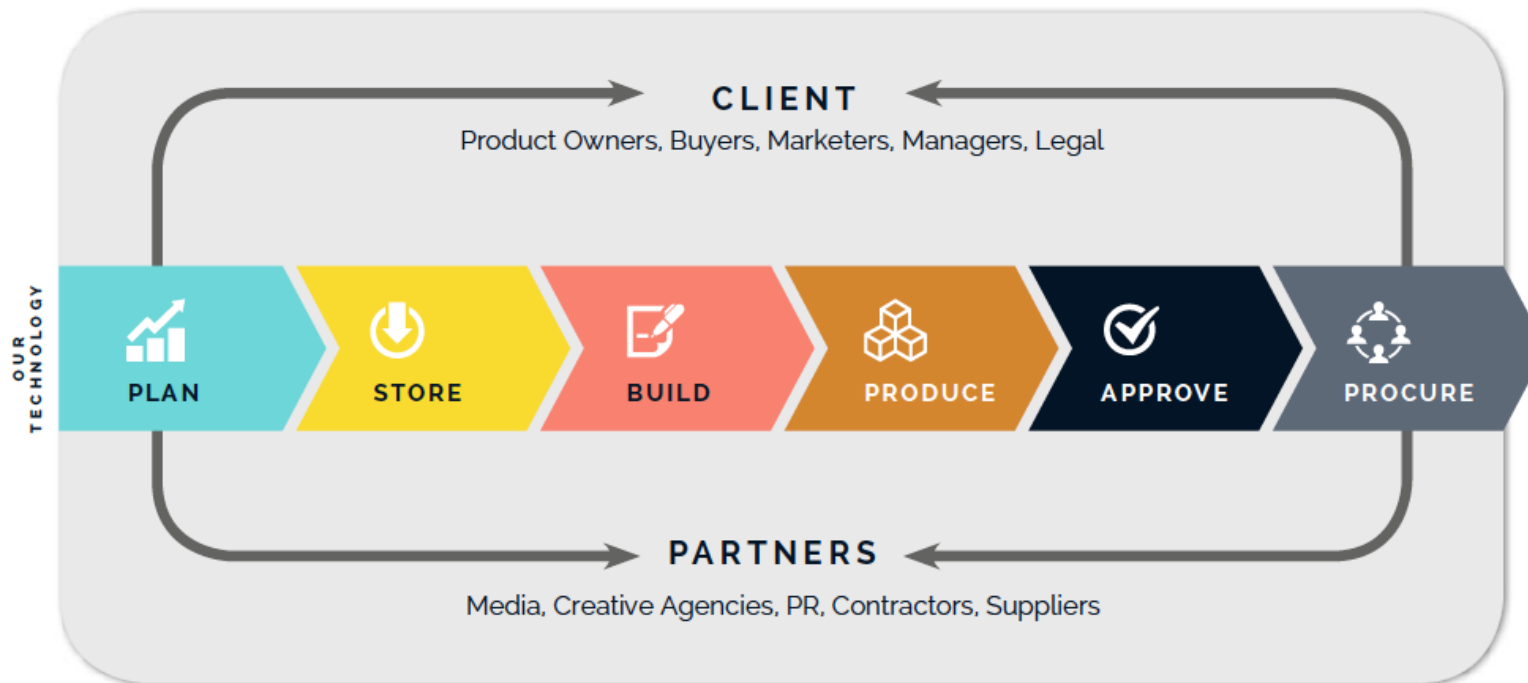 CLIENT
Product Owners, Buyers, Marketers, Managers, Legal
OUR
TECHNOLOGY
PLAN
STORE
BUILD
PRODUCE
APPROVE
PROCURE
PARTNERS
Media, Creative Agencies, PR, Contractors, Suppliers